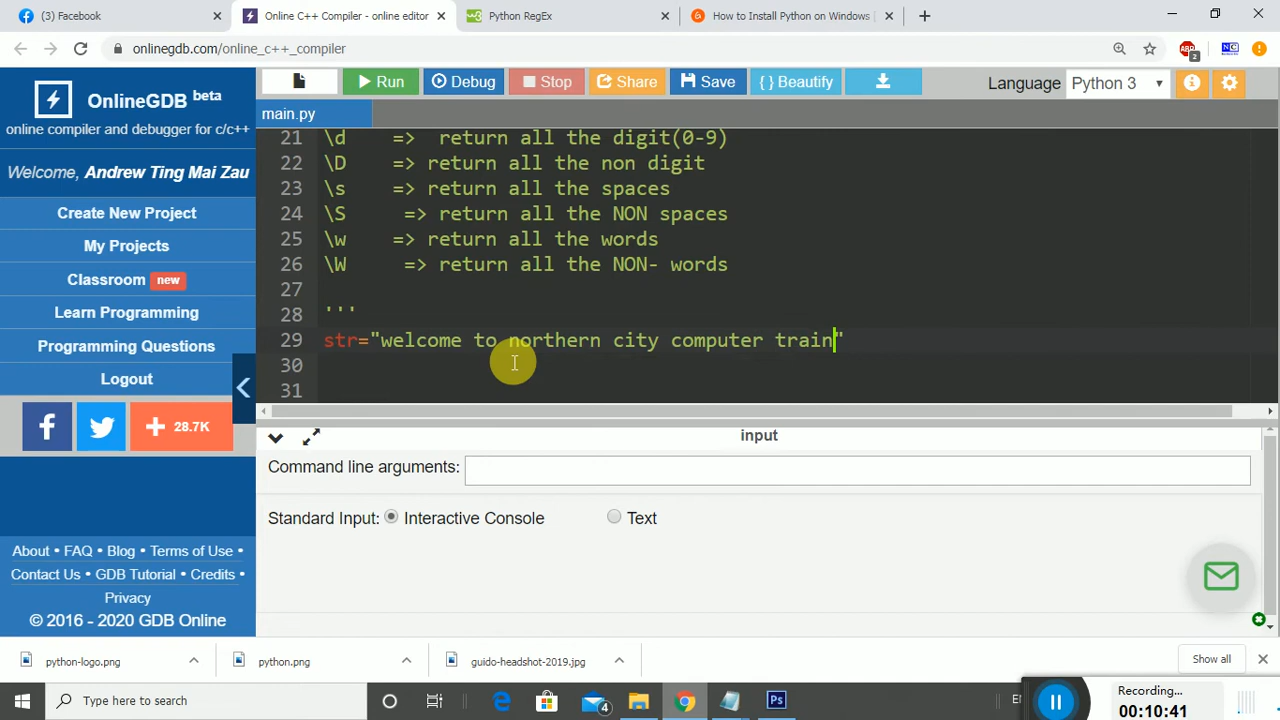 Facebook
Online C++ Compiler - online editor
Python RegEx
How to Install Python on Windows
onlinegdb.com/online_c++_compiler
OnlineGDB beta
online compiler and debugger for c/c++
Welcome, Andrew Ting Mai Zau
Create New Project
My Projects
Classroom new
Learn Programming
Programming Questions
Logout
28.7K
About • FAQ • Blog • Terms of Use •
Contact Us • GDB Tutorial • Credits •
Privacy
© 2016 - 2020 GDB Online
Run Debug Stop Share Save { } Beautify Language Python 3
main.py
21 \d => return all the digit(0-9)
22 \D => return all the non digit
23 \s => return all the spaces
24 \S => return all the NON spaces
25 \w => return all the words
26 \W => return all the NON- words
27
28 '''
29 str="welcome to northern city computer train"
30
31
input
Command line arguments:
Standard Input: Interactive Console Text
python-logo.png
python.png
guido-headshot-2019.jpg
Show all
Type here to search
4
Recording...
00:10:41